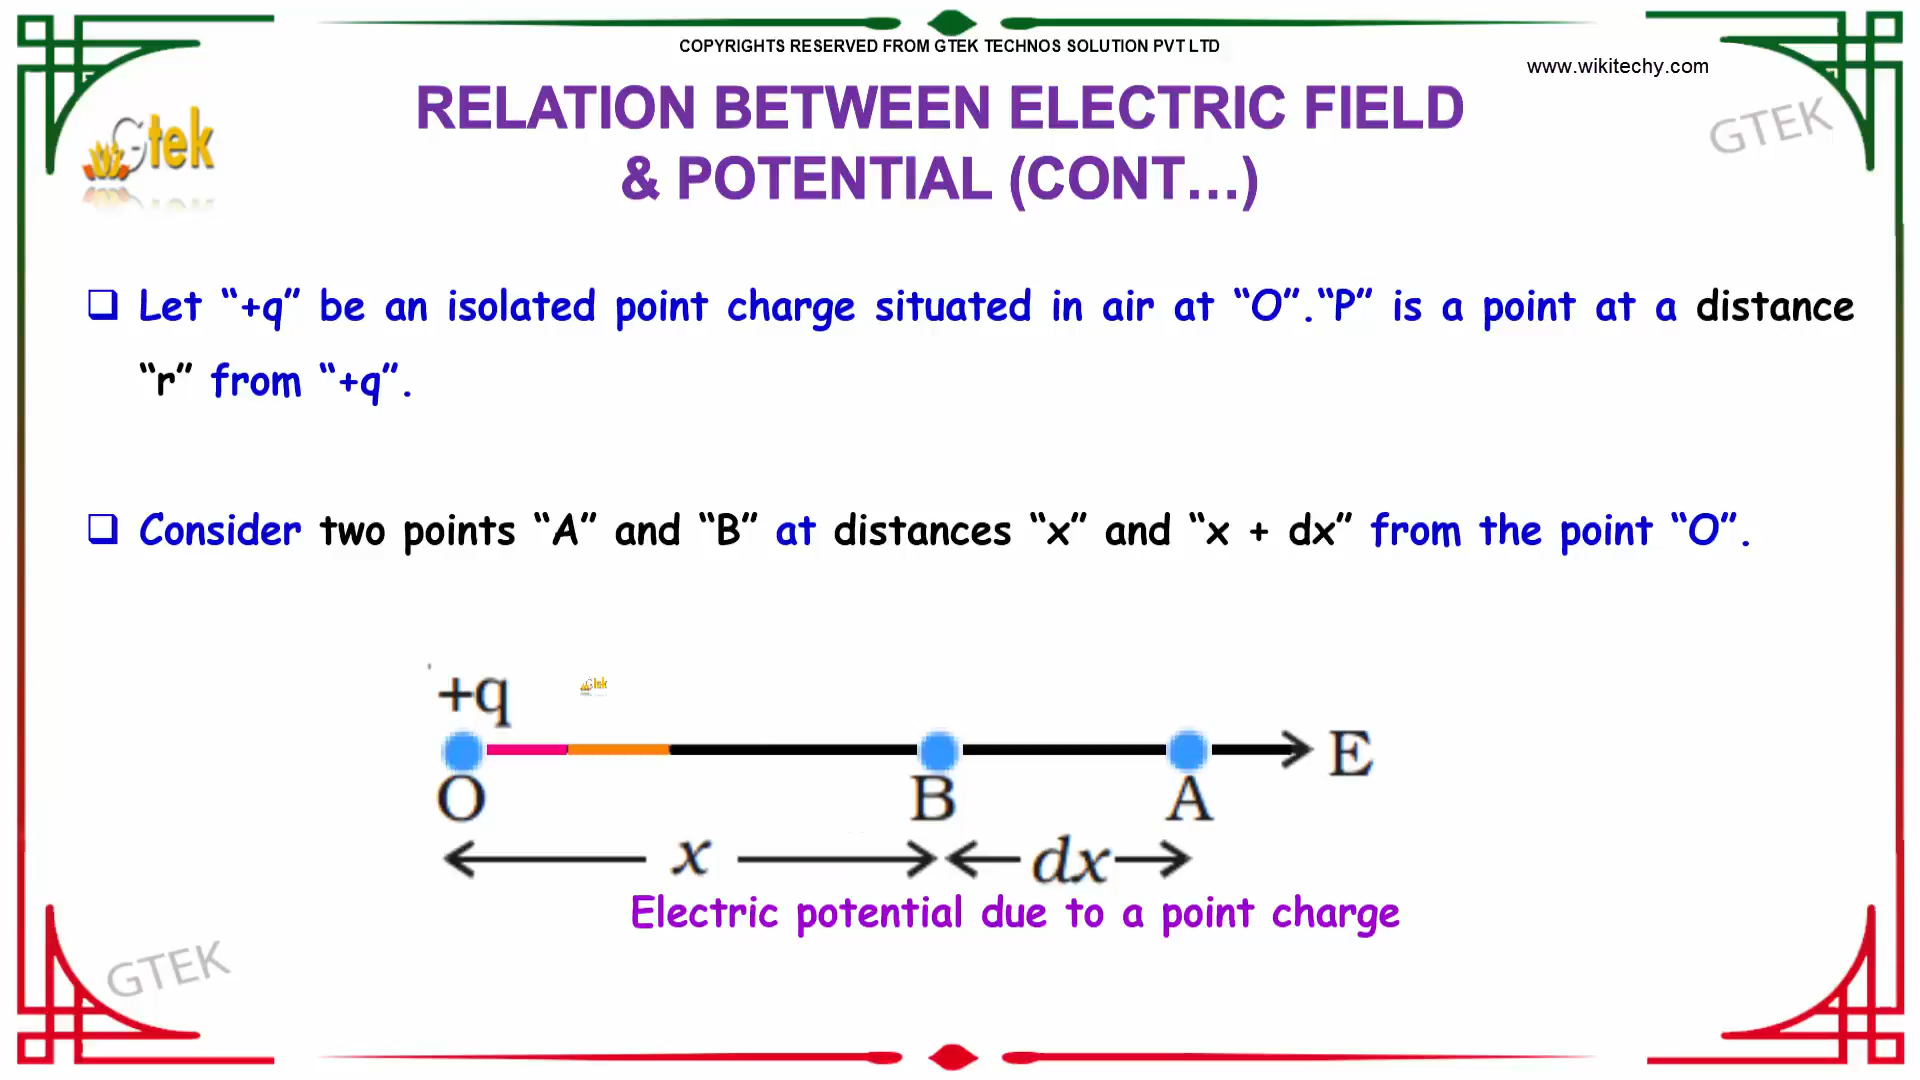 COPYRIGHTS RESERVED FROM GTEK TECHNOS SOLUTION PVT LTD
www.wikitechy.com
RELATION BETWEEN ELECTRIC FIELD
& POTENTIAL (CONT...)
Gtek
GTEK
Let “+q” be an isolated point charge situated in air at “O”.“P” is a point at a distance
“r” from “+q”.
Consider two points “A” and “B” at distances “x” and “x + dx” from the point “O”.
+q
Gtek
E
O B A
x dx
Electric potential due to a point charge
GTEK